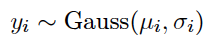 y_i ∼ Gauss(μ_i, σ_i)